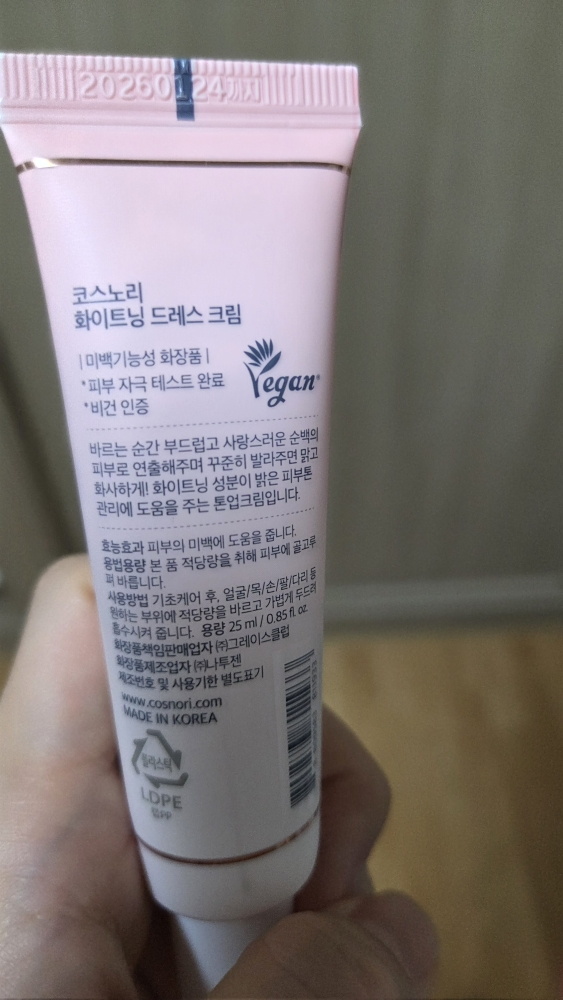 20260124까지
코스노리
화이트닝 드레스 크림
| 미백기능성 화장품 |
*피부 자극 테스트 완료
*비건 인증
Vegan
바르는 순간 부드럽고 사랑스러운 순백의
피부로 연출해주며 꾸준히 발라주면 맑고
화사하게! 화이트닝 성분이 밝은 피부톤
관리에 도움을 주는 톤업크림입니다.
효능효과 피부의 미백에 도움을 줍니다.
용법용량 본 품 적당량을 취해 피부에 골고루
펴 바릅니다.
사용방법 기초케어 후, 얼굴/목/손/팔/다리 등
원하는 부위에 적당량을 바르고 가볍게 두드려
흡수시켜 줍니다. 용량 25 ml / 0.85 fl. oz.
화장품책임판매업자 ㈜그레이스클럽
화장품제조업자 ㈜나투젠
제조번호 및 사용기한 별도표기
www.cosnori.com
MADE IN KOREA
플라스틱
LDPE
캡:PP